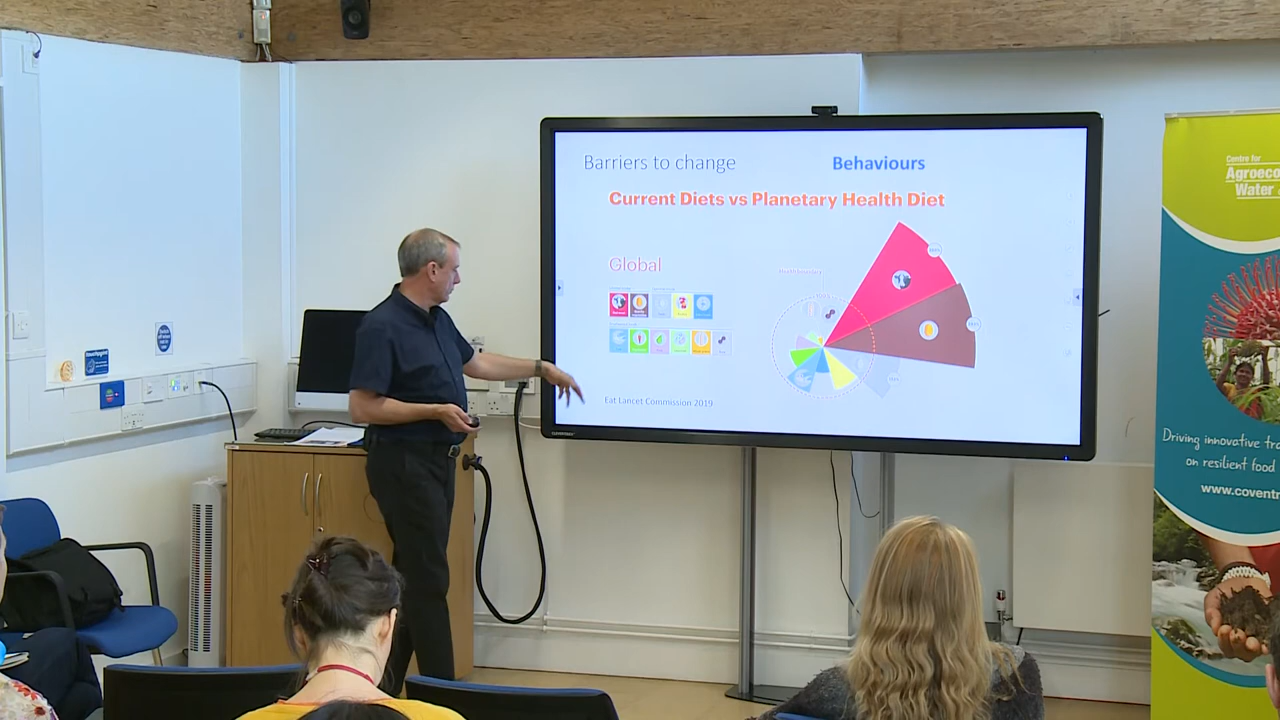 Barriers to change
Behaviours
Current Diets vs Planetary Health Diet
Global
Eat Lancet Commission 2019
Centre for
Agroeco
Water
Driving innovative tra
on resilient food
www.coventr